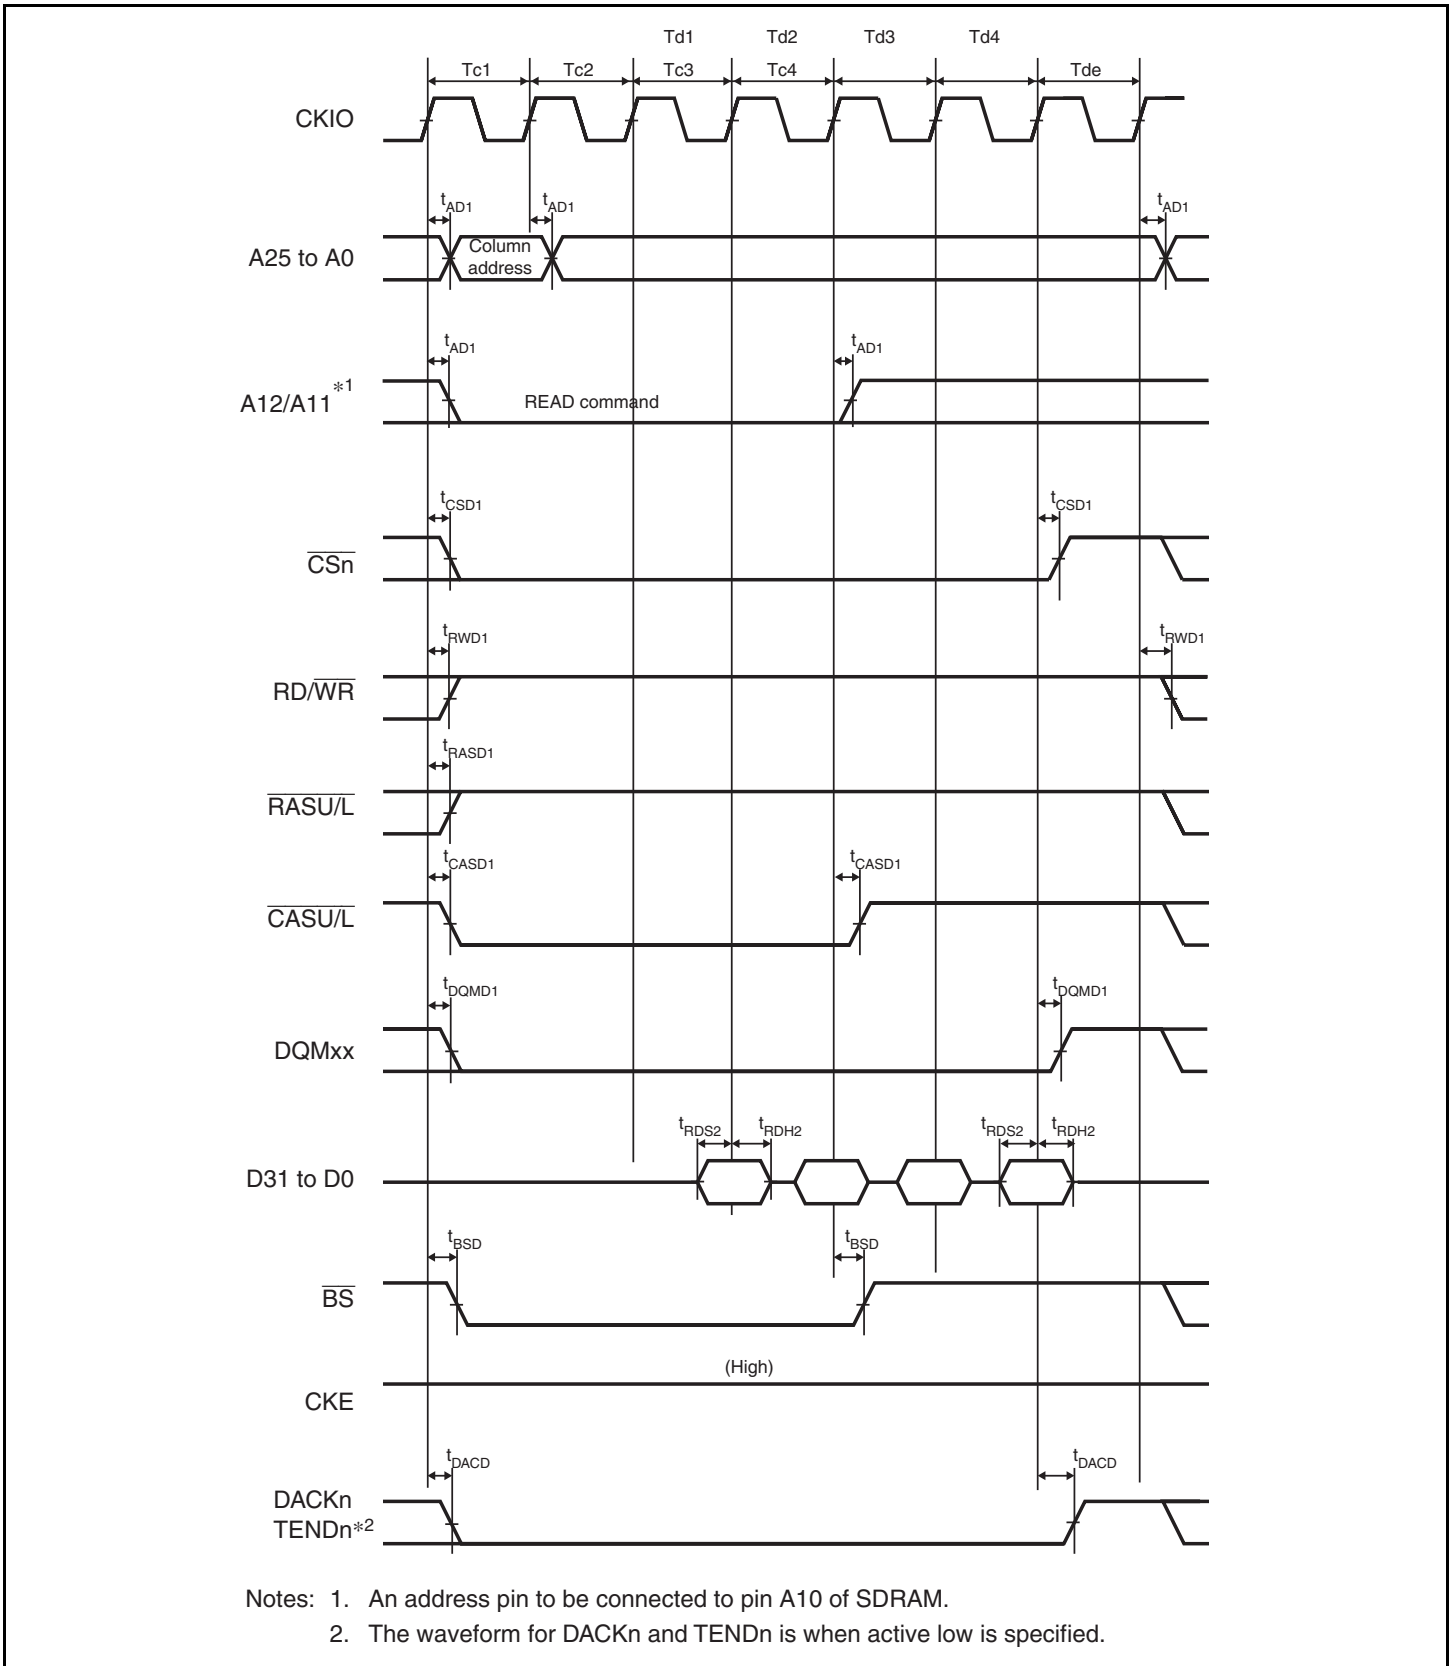 Td1 Td2 Td3 Td4
Tc1 Tc2 Tc3 Tc4 Tde
CKIO
tAD1 tAD1 tAD1
A25 to A0
Column
address
tAD1 tAD1
A12/A11*1
READ command
tCSD1 tCSD1
CSn
tRWD1 tRWD1
RD/WR
tRASD1
RASU/L
tCASD1 tCASD1
CASU/L
tDQMD1 tDQMD1
DQMxx
tRDS2 tRDH2 tRDS2 tRDH2
D31 to D0
tBSD tBSD
BS
(High)
CKE
tDACD tDACD
DACKn
TENDn*2
Notes: 1. An address pin to be connected to pin A10 of SDRAM.
2. The waveform for DACKn and TENDn is when active low is specified.